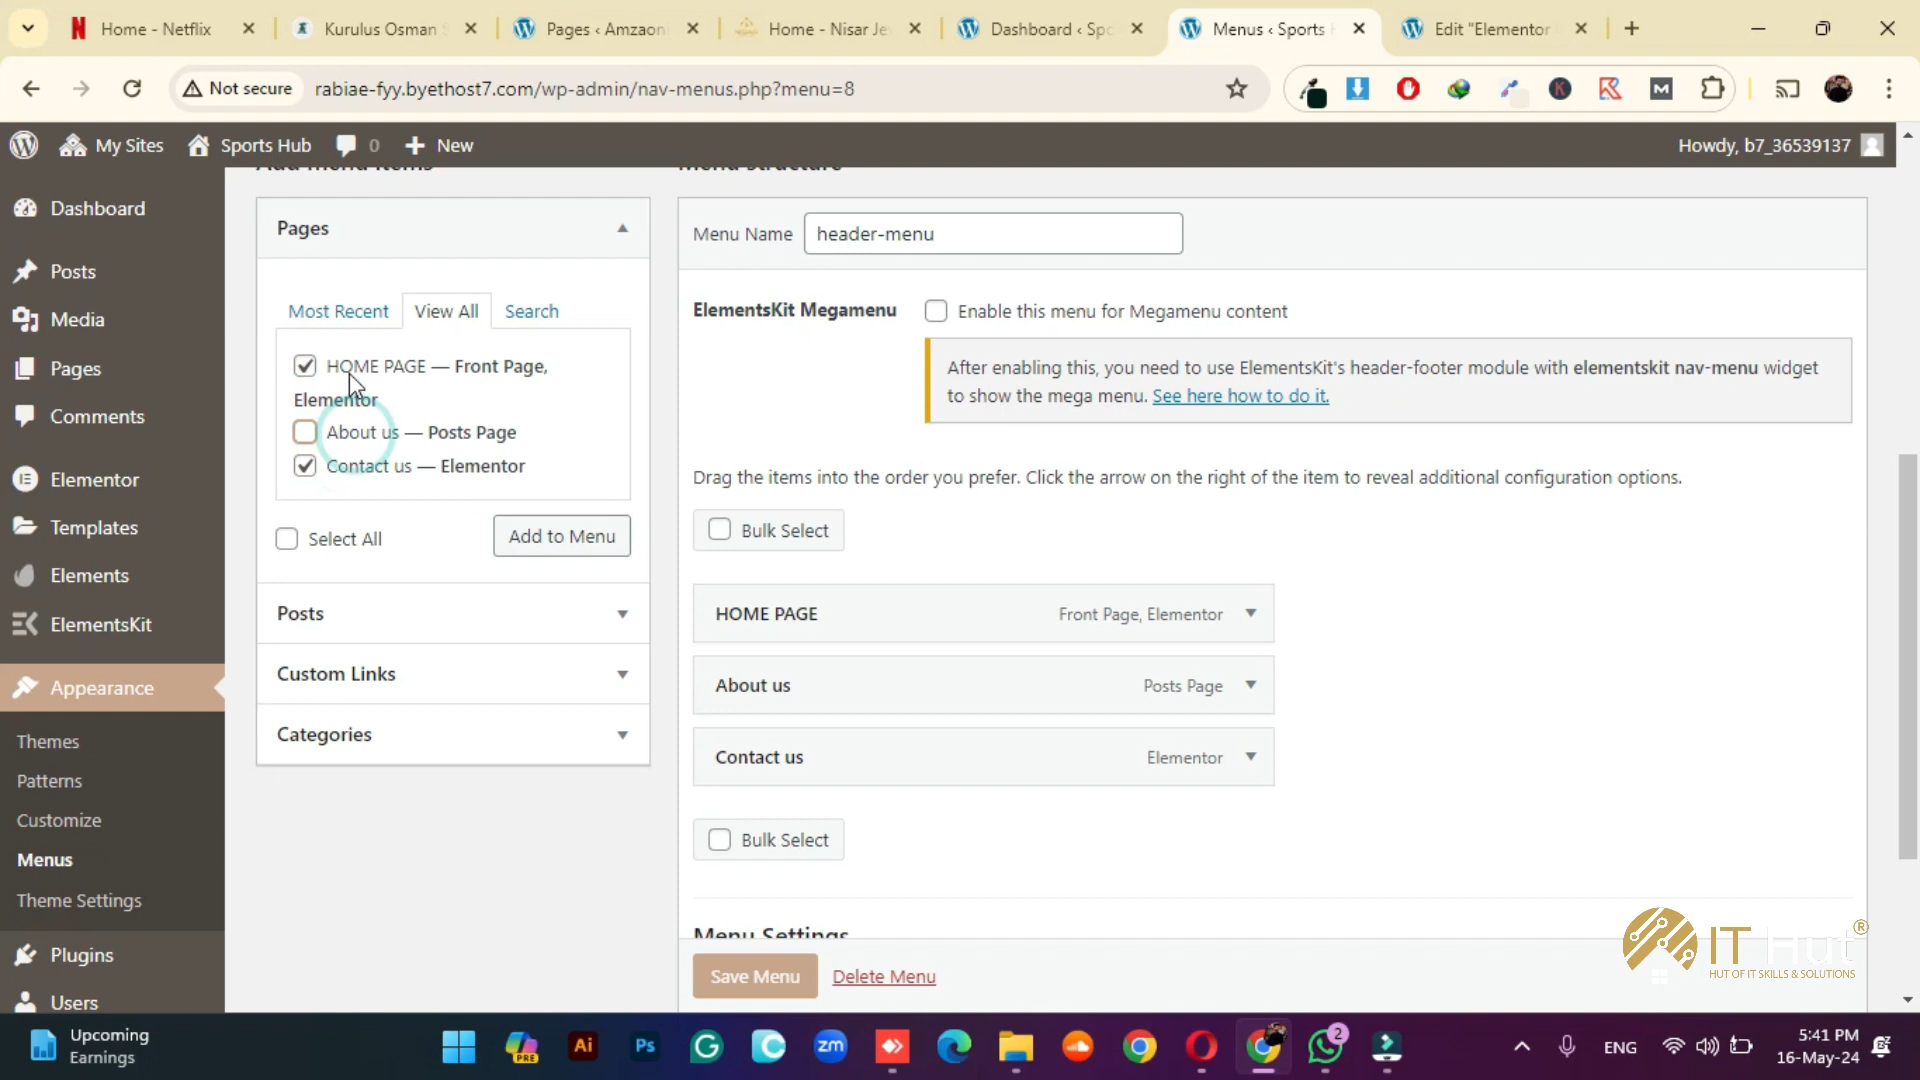 Home - Netflix
Kurulus Osman S
Pages ‹ Amzaon
Home - Nisar Je
Dashboard ‹ Spo
Menus ‹ Sports H
Edit "Elementor
Not secure
rabiae-fyy.byethost7.com/wp-admin/nav-menus.php?menu=8
My Sites
Sports Hub
0
New
Howdy, b7_36539137
Add menu items
Menu Structure
Dashboard
Posts
Media
Pages
Comments
Elementor
Templates
Elements
ElementsKit
Appearance
Themes
Patterns
Customize
Menus
Theme Settings
Plugins
Users
Pages
Most Recent
View All
Search
HOME PAGE — Front Page,
Elementor
About us — Posts Page
Contact us — Elementor
Select All
Add to Menu
Posts
Custom Links
Categories
Menu Name
header-menu
ElementsKit Megamenu
Enable this menu for Megamenu content
After enabling this, you need to use ElementsKit's header-footer module with elementskit nav-menu widget
to show the mega menu. See here how to do it.
Drag the items into the order you prefer. Click the arrow on the right of the item to reveal additional configuration options.
Bulk Select
HOME PAGE
Front Page, Elementor
About us
Posts Page
Contact us
Elementor
Bulk Select
Menu Settings
Save Menu
Delete Menu
IT Hut®
HUT OF IT SKILLS & SOLUTIONS
Upcoming
Earnings
PRE
Ai
Ps
zm
2
ENG
5:41 PM
16-May-24